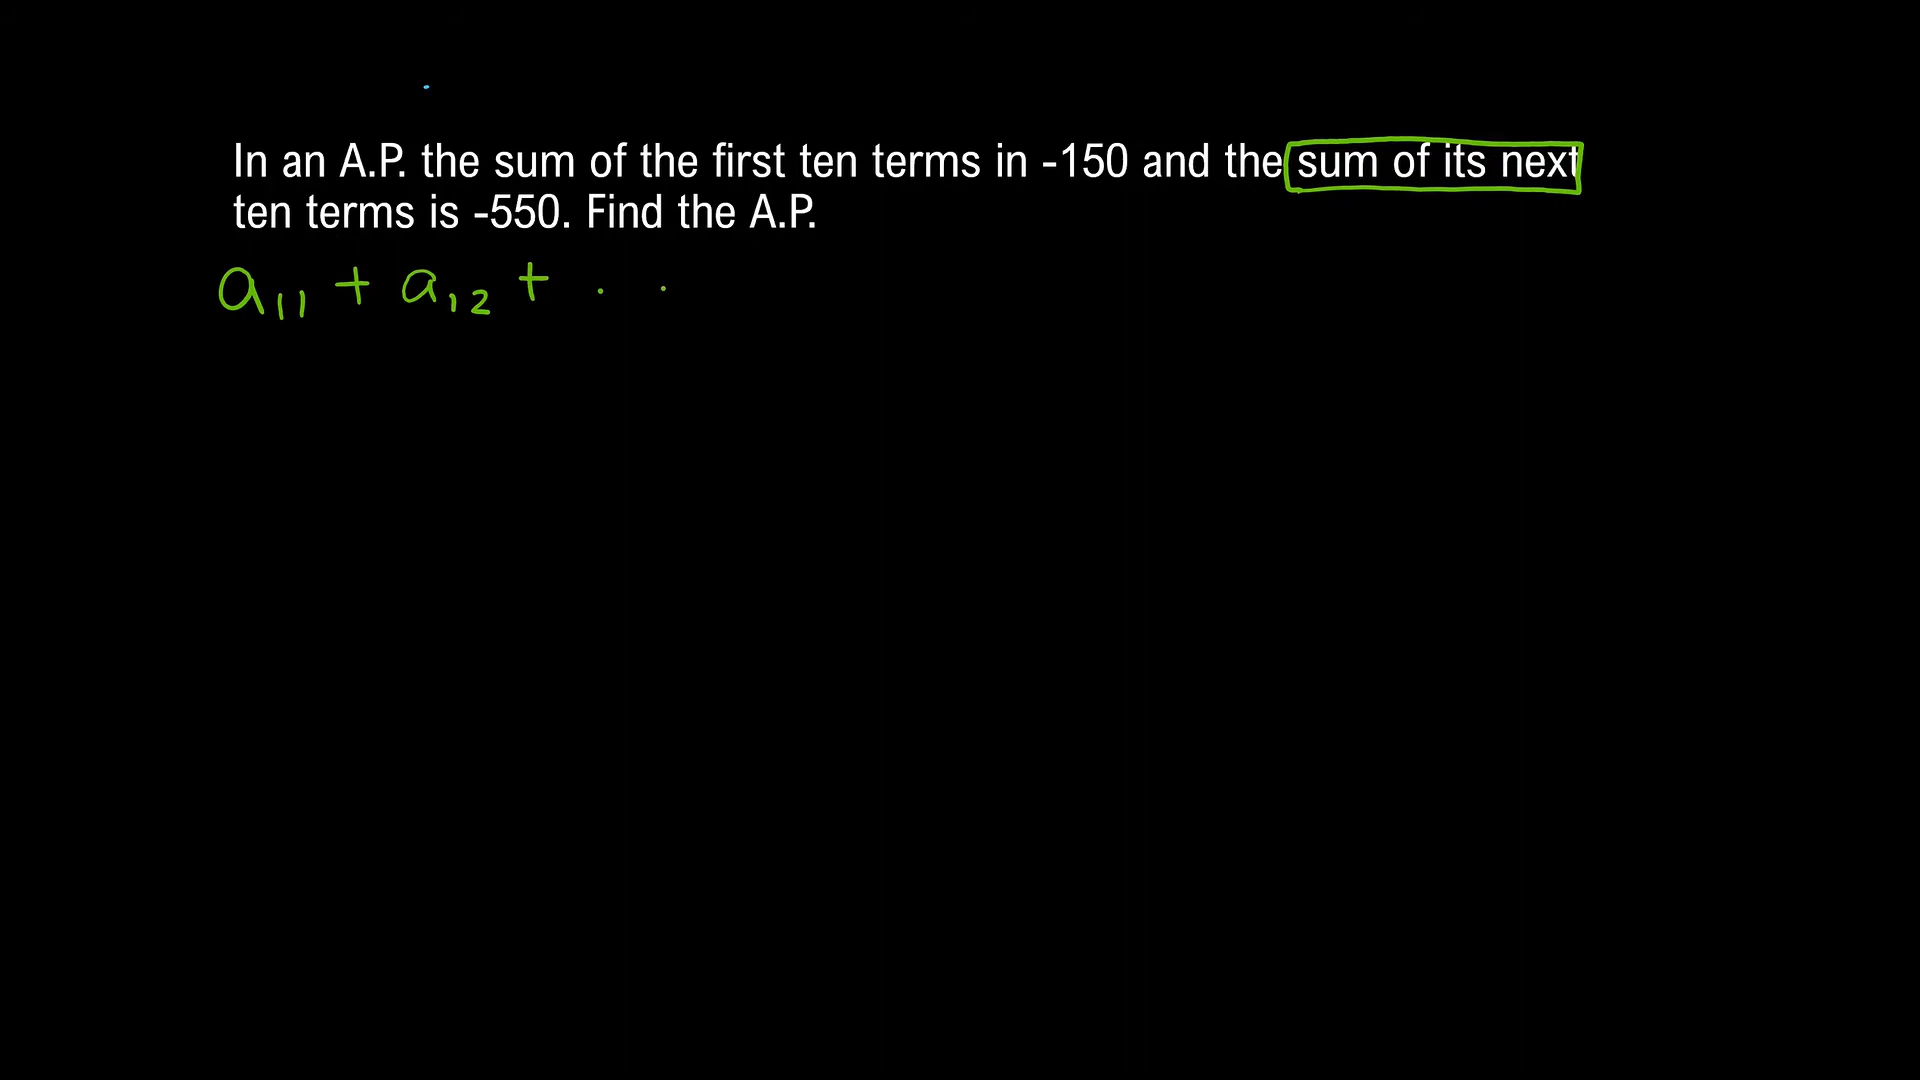 In an A.P. the sum of the first ten terms in -150 and the sum of its next
ten terms is -550. Find the A.P.
a₁₁ + a₁₂ + . .